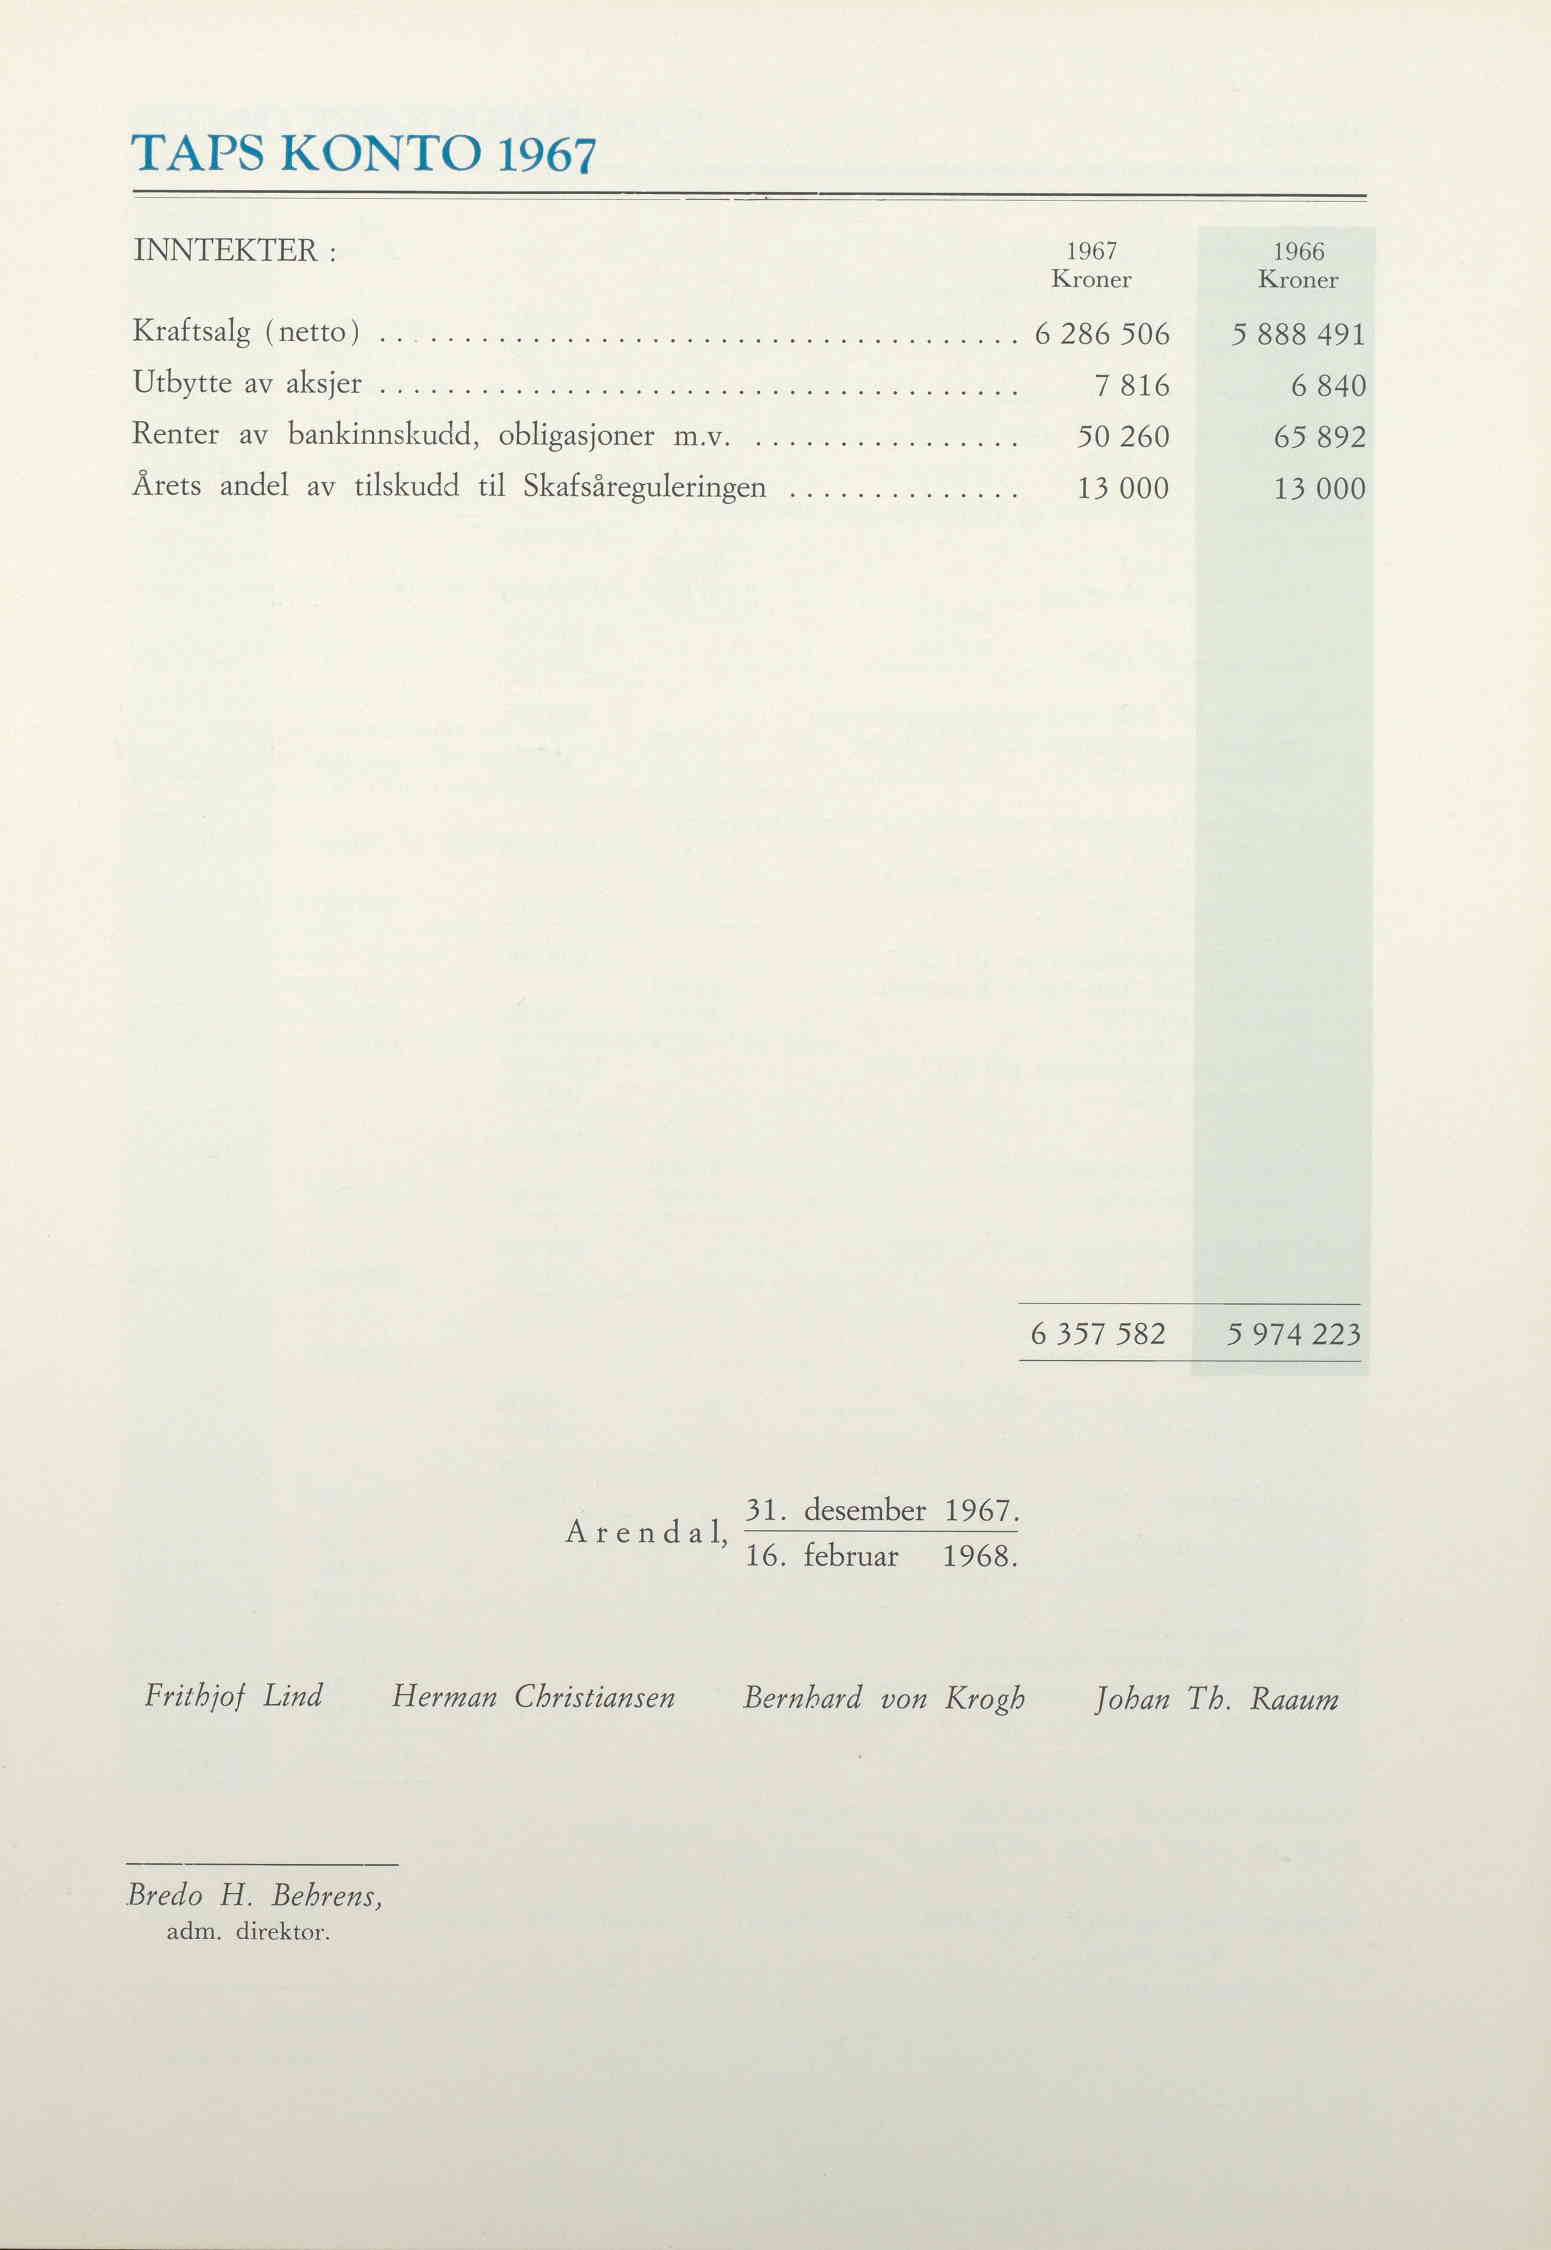 TAPS KONTO 1967
INNTEKTER : 1967 1966
Kroner Kroner
Kraftsalg (netto) ...................................... 6 286 506 5 888 491
Utbytte av aksjer ...................................... 7 816 6 840
Renter av bankinnskudd, obligasjoner m.v. ................ 50 260 65 892
Årets andel av tilskudd til Skafsåreguleringen .............. 13 000 13 000
6 357 582 5 974 223
Arendal, 31. desember 1967.
16. februar 1968.
Frithjof Lind Herman Christiansen Bernhard von Krogh Johan Th. Raaum
Bredo H. Behrens,
adm. direktor.